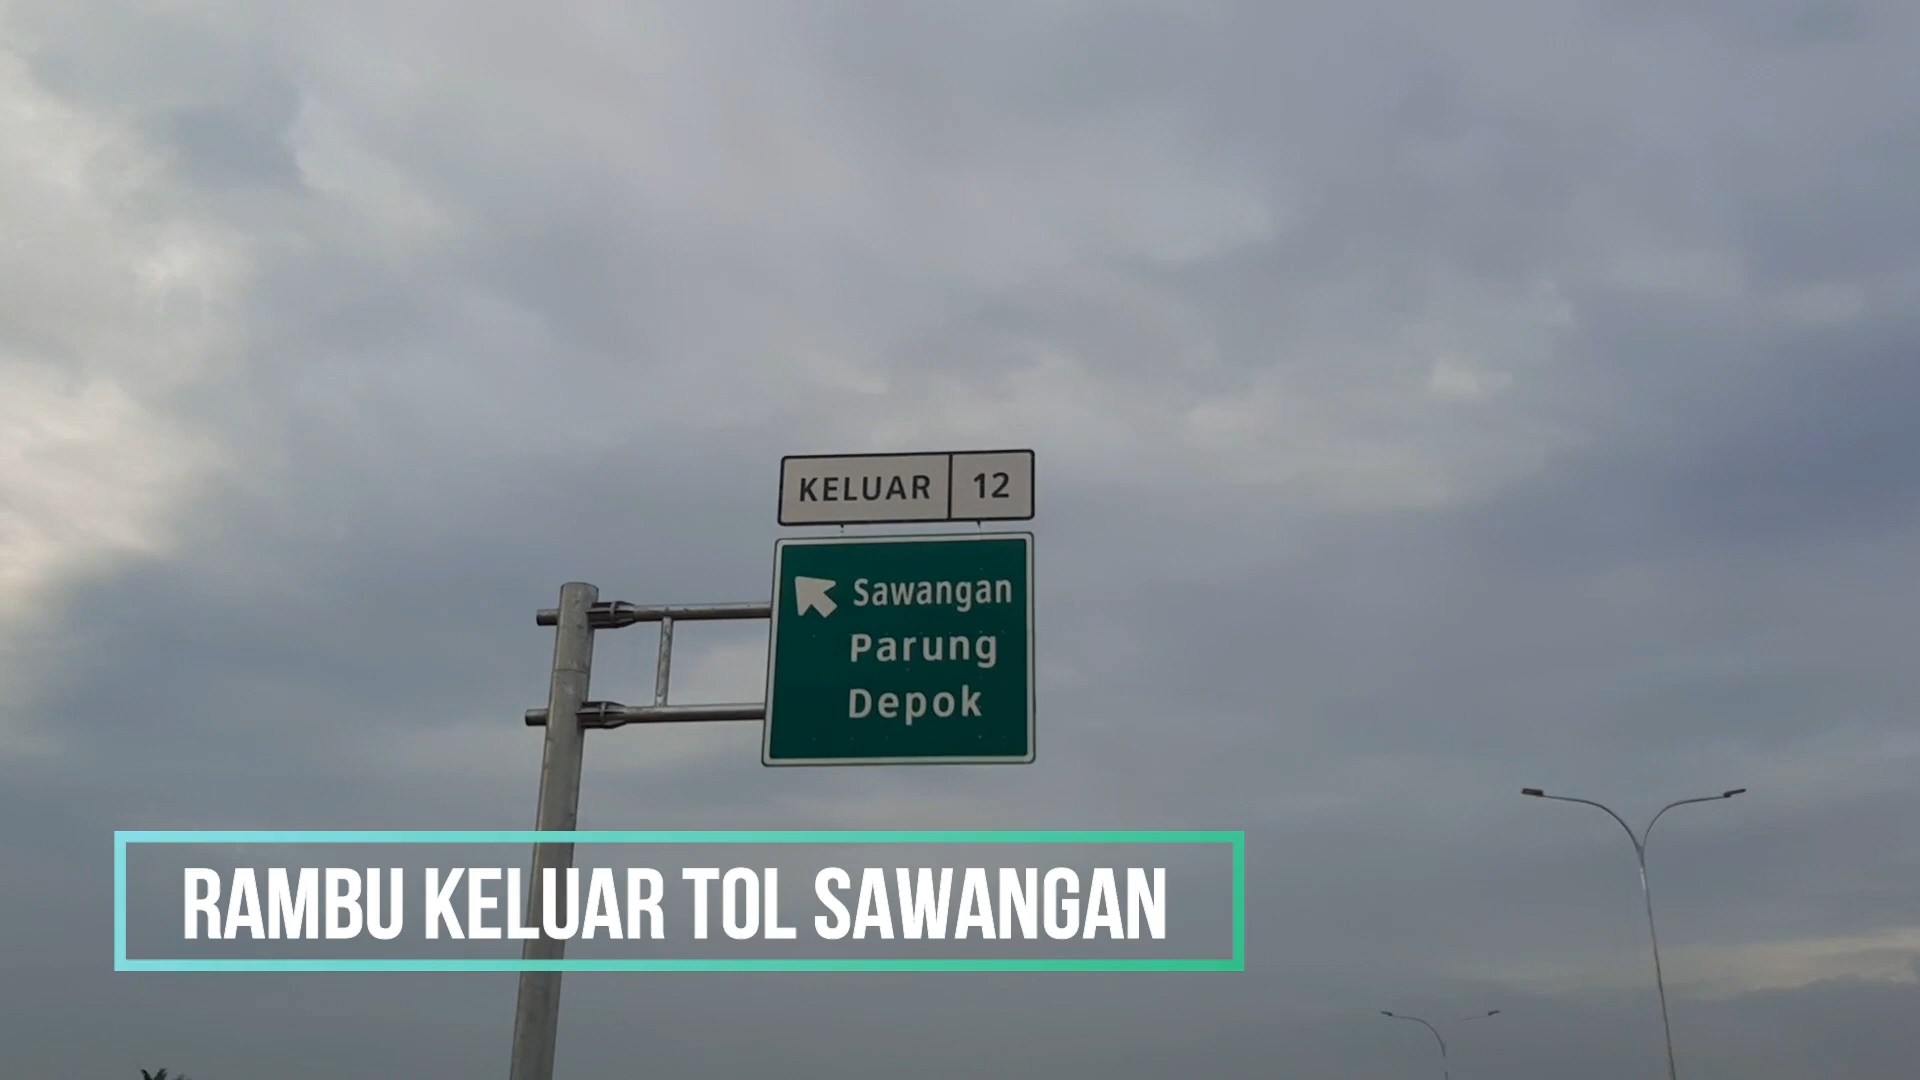 KELUAR 12
Sawangan
Parung
Depok
RAMBU KELUAR TOL SAWANGAN